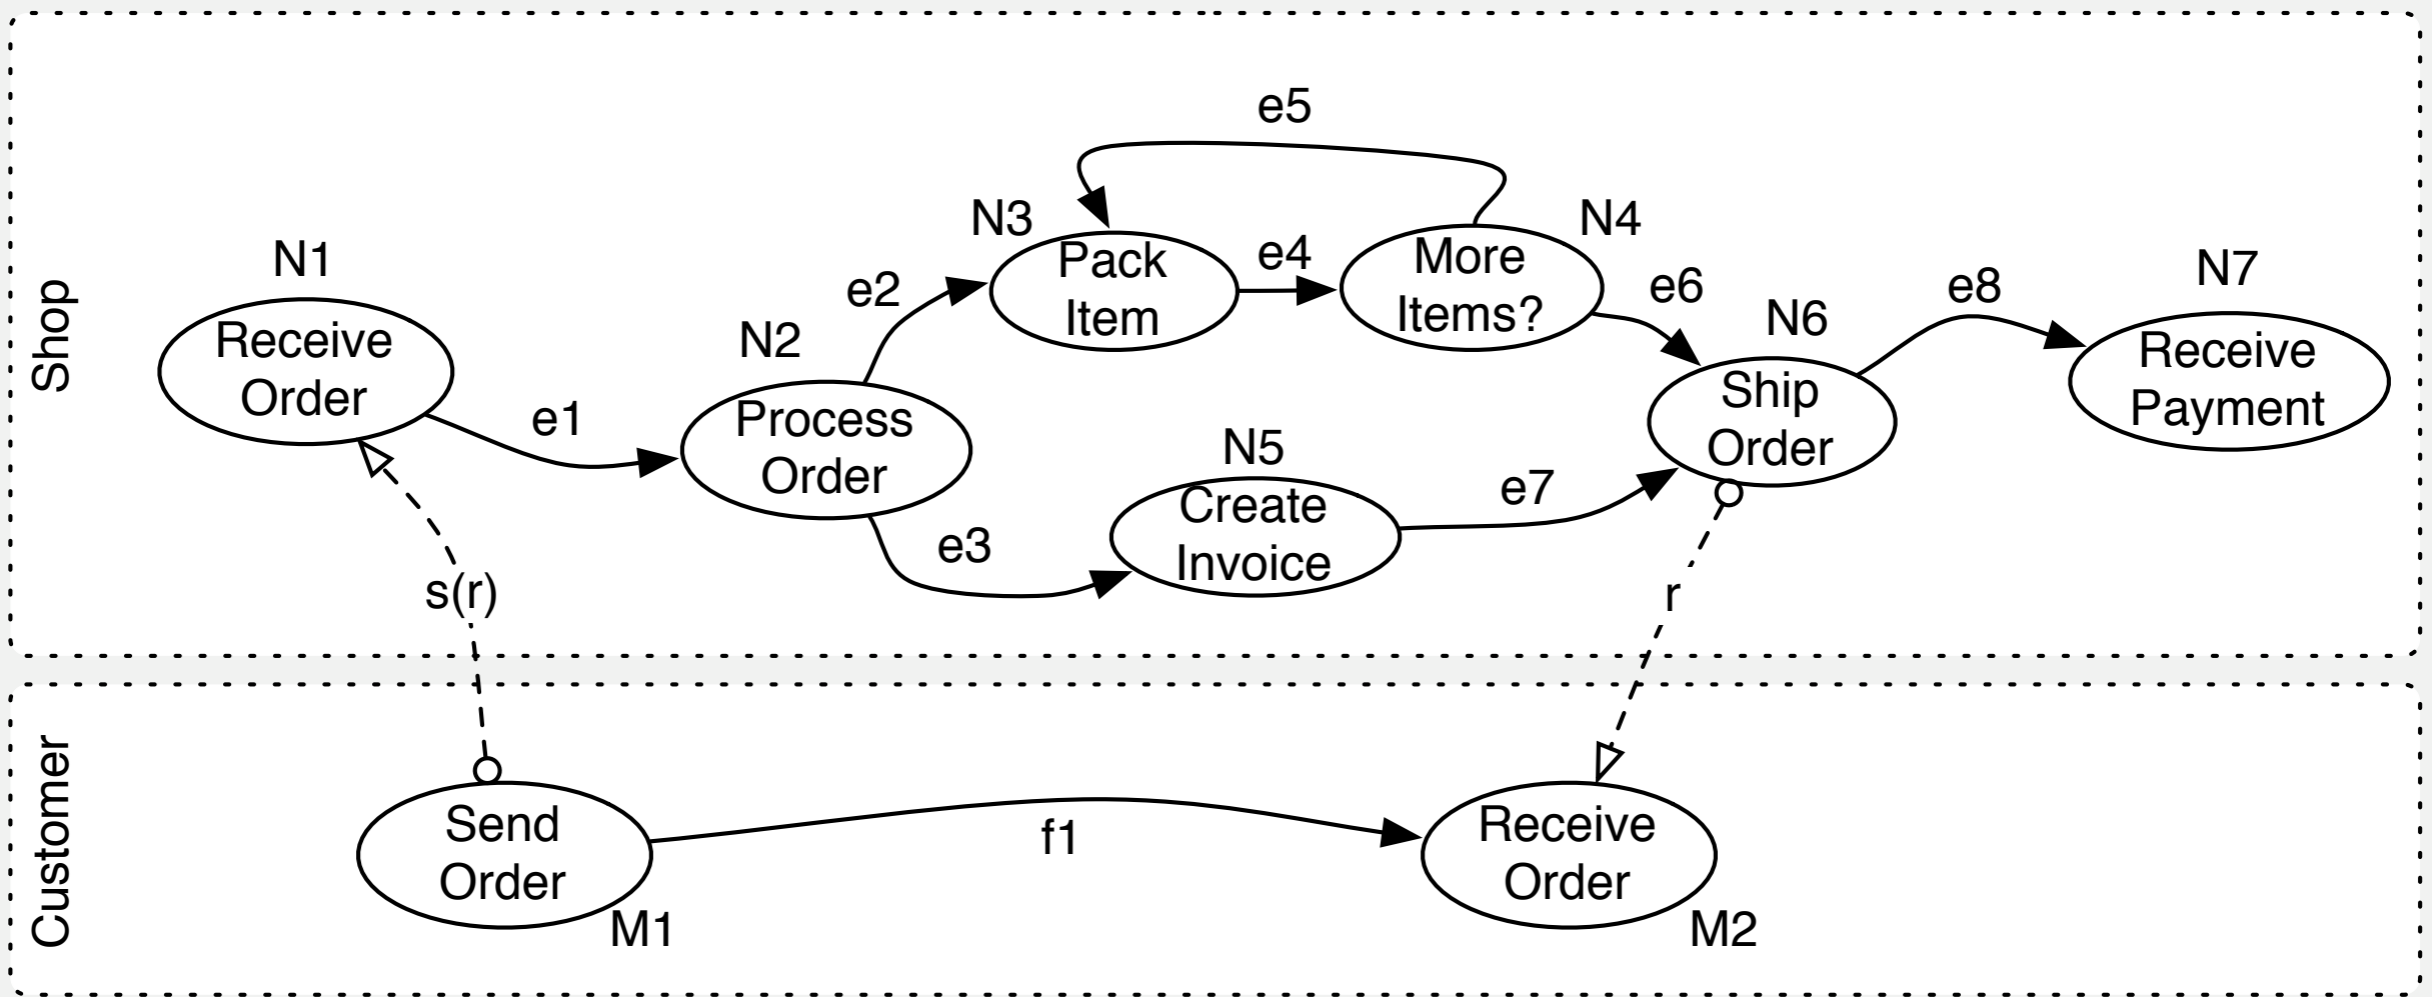 e5
N3
N4
N1
Pack
Item
e4
More
Items?
e2
e6
N7
e8
N6
N2
Shop
Receive
Order
Receive
Payment
Ship
Order
e1
Process
Order
N5
Create
Invoice
e7
e3
s(r)
r
Customer
Send
Order
f1
Receive
Order
M1
M2